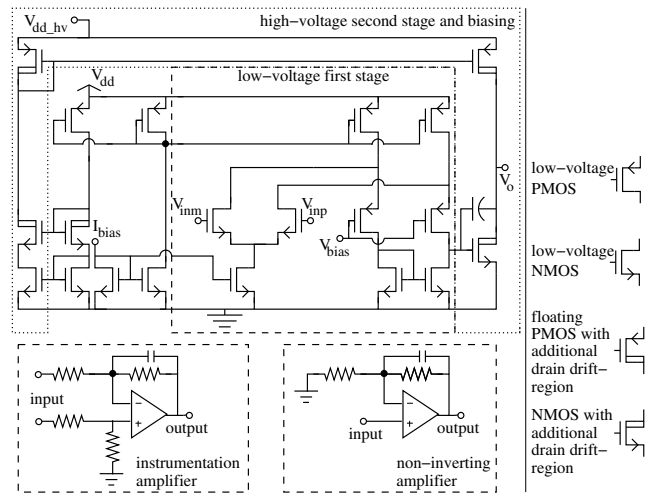 V_dd_hv
high-voltage second stage and biasing
low-voltage first stage
V_dd
low-voltage
PMOS
V_o
V_inm
V_inp
I_bias
V_bias
low-voltage
NMOS
floating
PMOS with
additional
drain drift-
region
NMOS with
additional
drain drift-
region
input
-
+
output
instrumentation
amplifier
-
+
input
output
non-inverting
amplifier